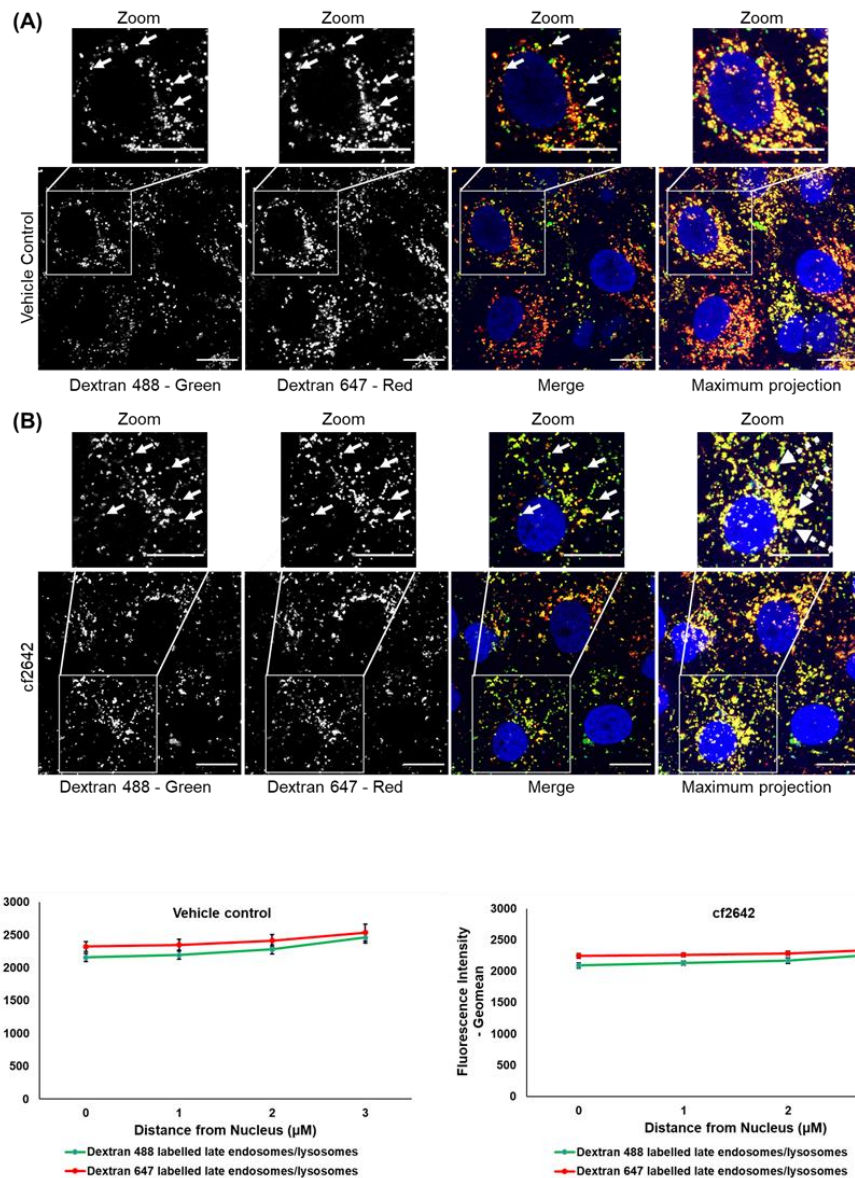 (A)
Zoom Zoom Zoom Zoom
Vehicle Control
Dextran 488 - Green Dextran 647 - Red Merge Maximum projection
(B)
Zoom Zoom Zoom Zoom
cf2642
Dextran 488 - Green Dextran 647 - Red Merge Maximum projection
Vehicle control
3000
2500
2000
1500
1000
500
0
0 1 2 3
Distance from Nucleus (µM)
Dextran 488 labelled late endosomes/lysosomes
Dextran 647 labelled late endosomes/lysosomes
cf2642
Fluorescence Intensity
- Geomean
3000
2500
2000
1500
1000
500
0
0 1 2
Distance from Nucleus (µM)
Dextran 488 labelled late endosomes/lysosomes
Dextran 647 labelled late endosomes/lysosomes